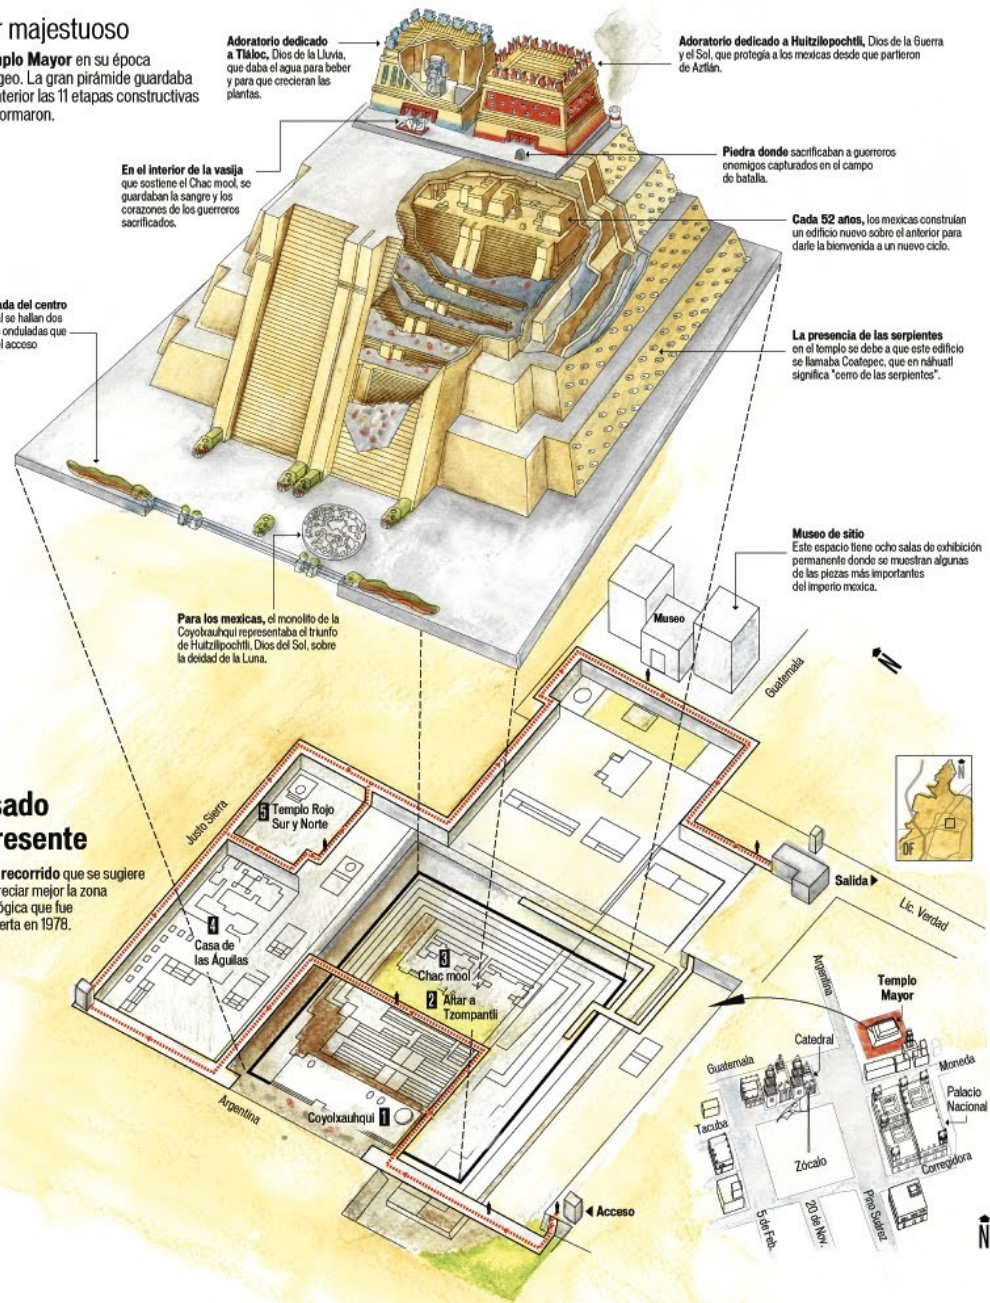 r majestuoso
mplo Mayor en su época
geo. La gran pirámide guardaba
nterior las 11 etapas constructivas
ormaron.
Adoratorio dedicado
a Tláloc, Dios de la Lluvia,
que daba el agua para beber
y para que crecieran las
plantas.
Adoratorio dedicado a Huitzilopochtli, Dios de la Guerra
y el Sol, que protegía a los mexicas desde que partieron
de Aztlán.
En el interior de la vasija
que sostiene el Chac mool, se
guardaban la sangre y los
corazones de los guerreros
sacrificados.
Piedra donde sacrificaban a guerreros
enemigos capturados en el campo
de batalla.
Cada 52 años, los mexicas construían
un edificio nuevo sobre el anterior para
darle la bienvenida a un nuevo ciclo.
ada del centro
l se hallan dos
onduladas que
el acceso
La presencia de las serpientes
en el templo se debe a que este edificio
se llamaba Coatepec, que en náhuatl
significa "cerro de las serpientes".
Para los mexicas, el monolito de la
Coyolxauhqui representaba el triunfo
de Huitzilipochtli, Dios del Sol, sobre
la deidad de la Luna.
Museo de sitio
Este espacio tiene ocho salas de exhibición
permanente donde se muestran algunas
de las piezas más importantes
del imperio mexica.
Museo
Guatemala
N
sado
resente
recorrido que se sugiere
reciar mejor la zona
ógica que fue
erta en 1978.
Justo Sierra
5 Templo Rojo
Sur y Norte
4
Casa de
las Águilas
3
Chac mool
2 Altar a
Tzompantli
Coyolxauhqui 1
Argentina
Acceso
Salida
Lic. Verdad
N
DF
Argentina
Templo
Mayor
Catedral
Guatemala
Moneda
Palacio
Nacional
Tacuba
Zócalo
Corregidora
5 de Feb.
20 de Nov.
Pino Suárez
N